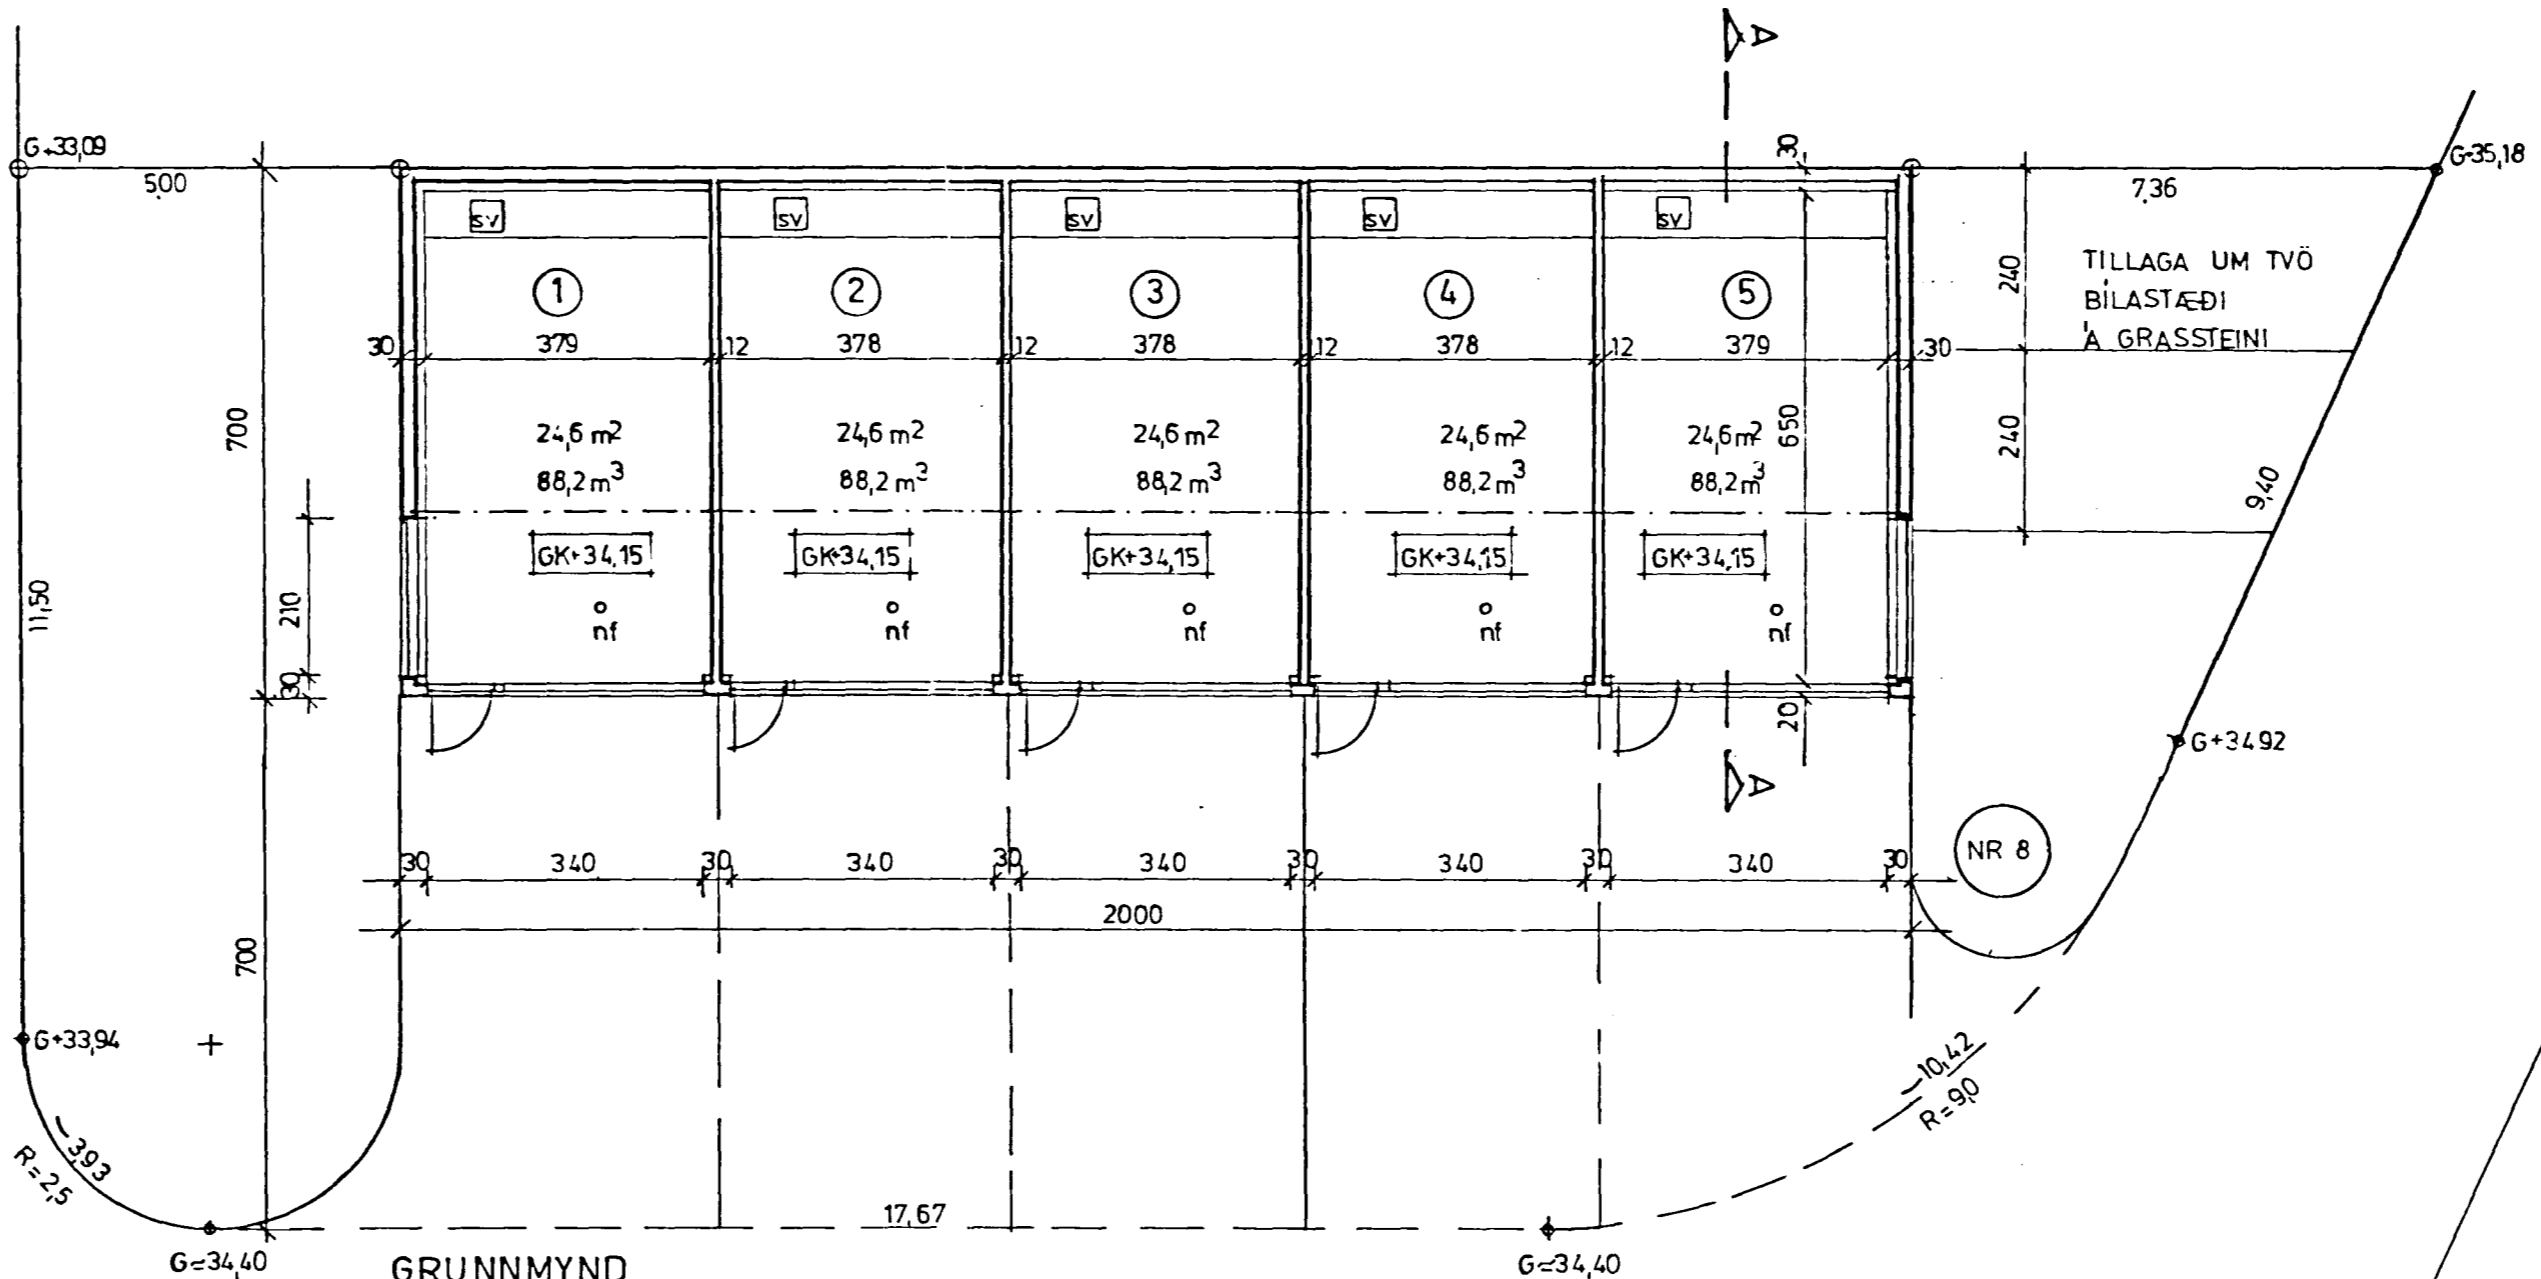 A
G+33,09
500
30
7,36
G+35,18
sv
sv
sv
sv
sv
1
2
3
4
5
240
TILLAGA UM TVÖ
BÍLASTÆÐI
Á GRASSTEINI
30
379
12
378
12
378
12
378
12
379
30
700
24,6 m2
24,6 m2
24,6 m2
24,6 m2
24,6 m2
650
240
88,2 m3
88,2 m3
88,2 m3
88,2 m3
88,2 m3
9,40
GK+34,15
GK+34,15
GK+34,15
GK+34,15
GK+34,15
11,50
210
nf
nf
nf
nf
nf
30
20
G+34.92
A
NR 8
30
340
30
340
30
340
30
340
30
340
30
2000
700
G+33,94
10,42
R=9,0
3,93
R=2,5
17,67
G=34,40
GRUNNMYND
G=34,40